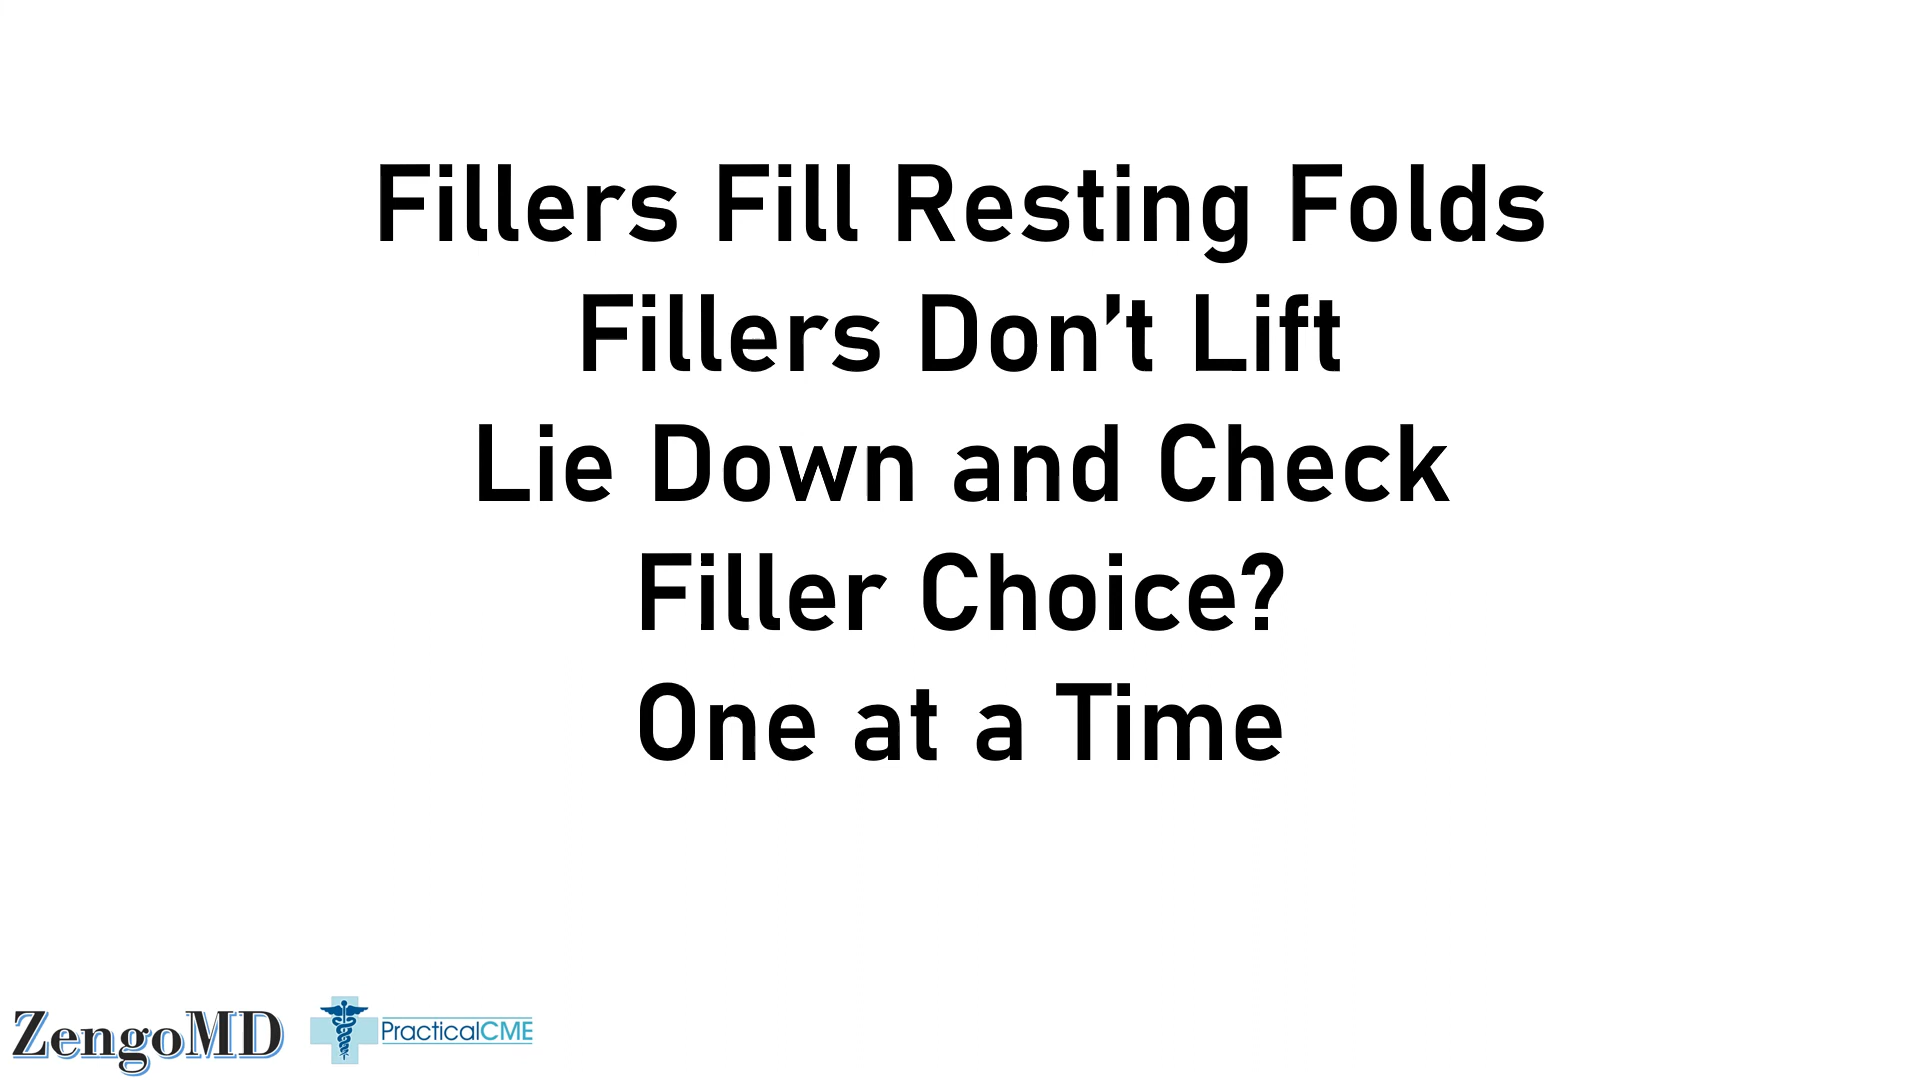 Fillers Fill Resting Folds
Fillers Don’t Lift
Lie Down and Check
Filler Choice?
One at a Time
ZengoMD
PracticalCME